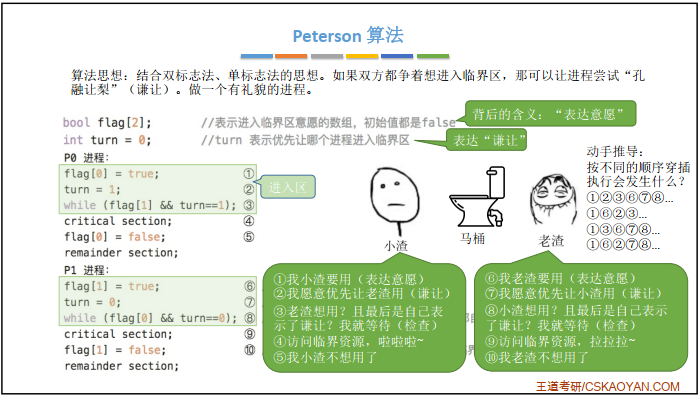 Peterson 算法
算法思想：结合双标志法、单标志法的思想。如果双方都争着想进入临界区，那可以让进程尝试“孔
融让梨”（谦让）。做一个有礼貌的进程。
bool flag[2]; //表示进入临界区意愿的数组，初始值都是false
背后的含义：“表达意愿”
int turn = 0; //turn 表示优先让哪个进程进入临界区
表达“谦让”
P0 进程：
flag[0] = true; ①
turn = 1; ②
while (flag[1] && turn==1); ③
critical section; ④
flag[0] = false; ⑤
remainder section;
进入区
P1 进程：
flag[1] = true; ⑥
turn = 0; ⑦
while (flag[0] && turn==0); ⑧
critical section; ⑨
flag[1] = false; ⑩
remainder section;
小渣
马桶
老渣
动手推导：
按不同的顺序穿插
执行会发生什么？
①②③⑥⑦⑧...
①⑥②③...
①③⑥⑦⑧...
①⑥②⑦⑧...
①我小渣要用（表达意愿）
②我愿意优先让老渣用（谦让）
③老渣想用？且最后是自己表
示了谦让？我就等待（检查）
④访问临界资源，啦啦啦~
⑤我小渣不想用了
⑥我老渣要用（表达意愿）
⑦我愿意优先让小渣用（谦让）
⑧小渣想用？且最后是自己表
示了谦让？我就等待（检查）
⑨访问临界资源，拉拉拉~
⑩我老渣不想用了
王道考研/CSKAOYAN.COM